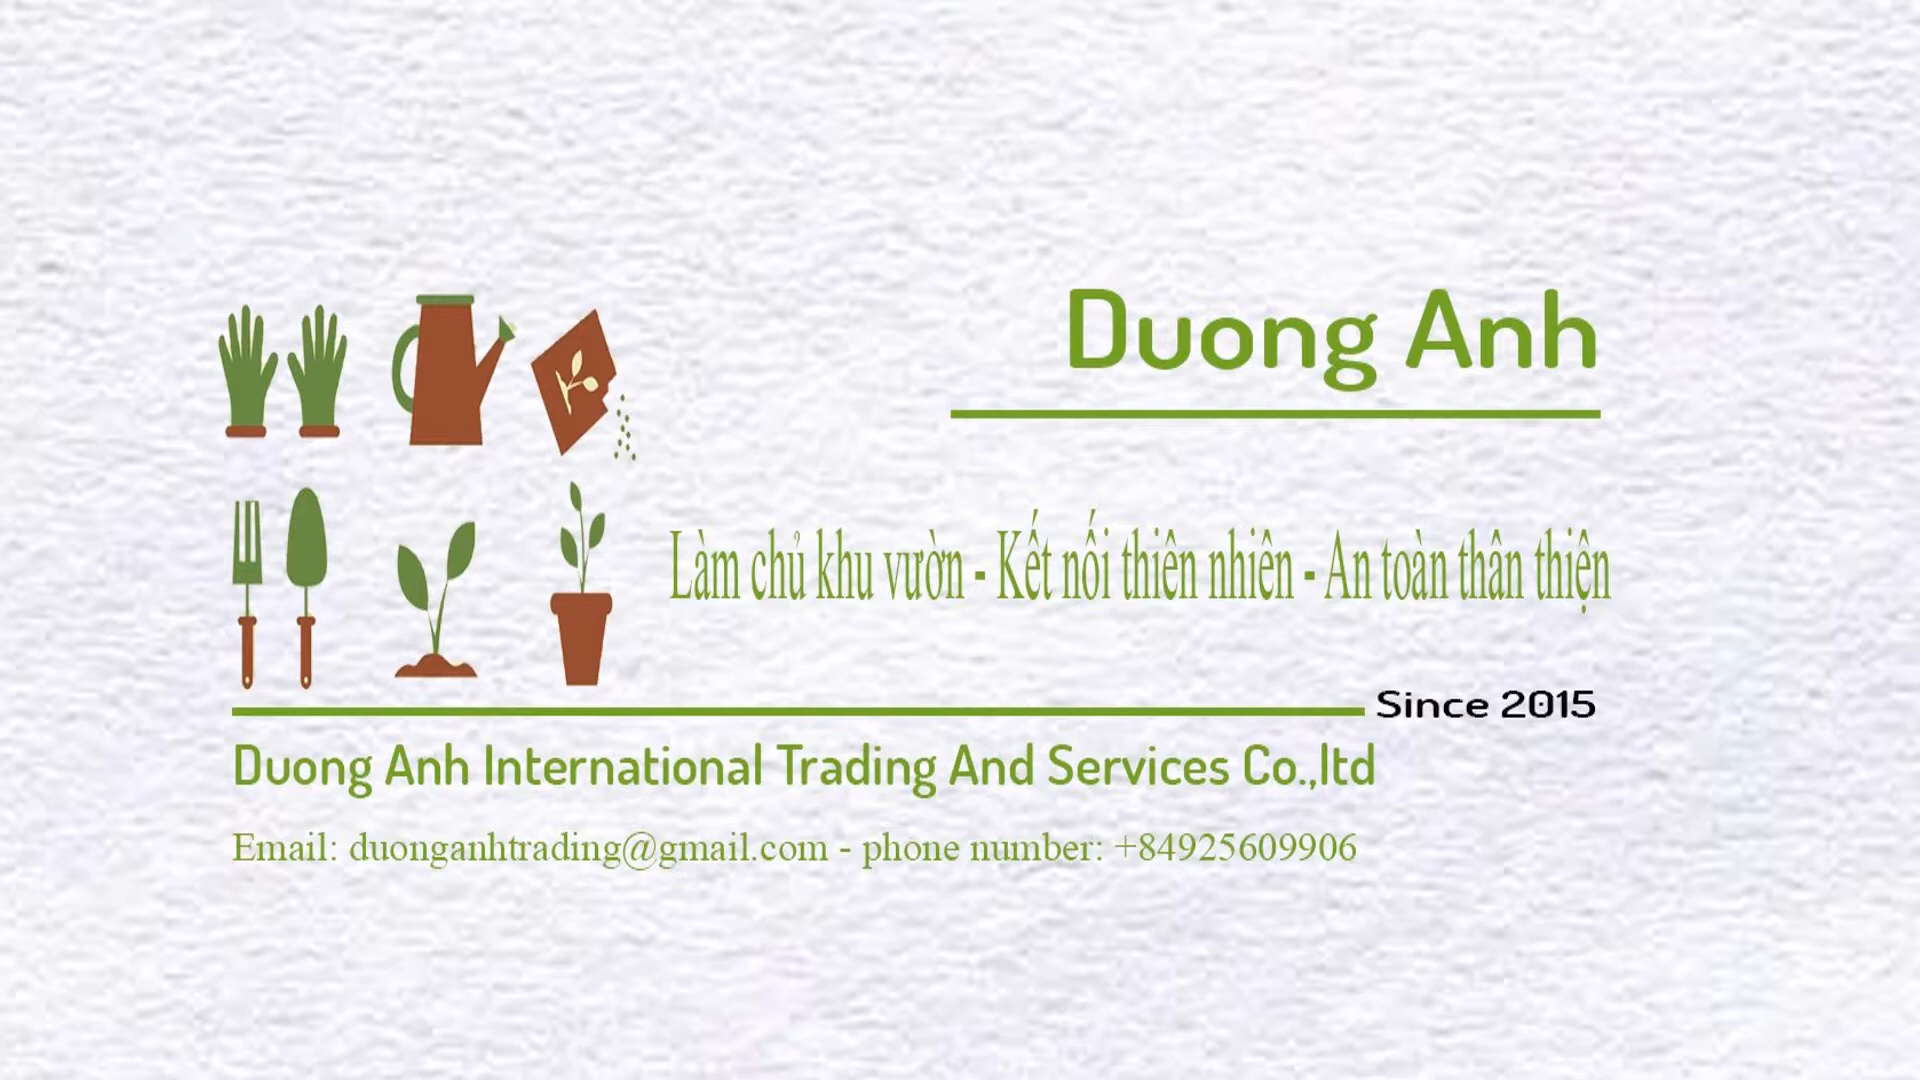 Duong Anh
Làm chủ khu vườn - Kết nối thiên nhiên - An toàn thân thiện
Since 2015
Duong Anh International Trading And Services Co.,ltd
Email: duonganhtrading@gmail.com - phone number: +84925609906